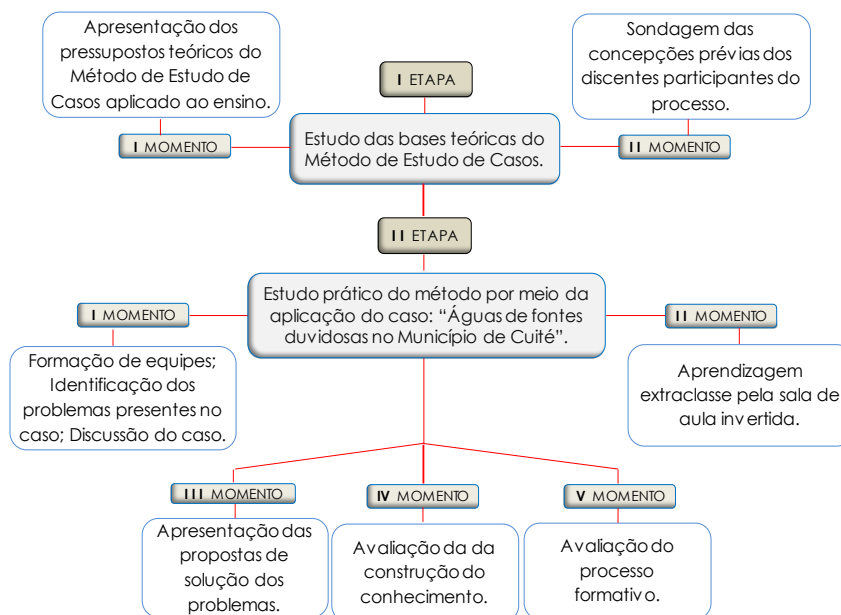 Apresentação dos
pressupostos teóricos do
Método de Estudo de
Casos aplicado ao ensino.
I MOMENTO
I ETAPA
Estudo das bases teóricas do
Método de Estudo de Casos.
Sondagem das
concepções prévias dos
discentes participantes do
processo.
II MOMENTO
II ETAPA
Estudo prático do método por meio da
aplicação do caso: “Águas de fontes
duvidosas no Município de Cuité”.
I MOMENTO
Formação de equipes;
Identificação dos
problemas presentes no
caso; Discussão do caso.
II MOMENTO
Aprendizagem
extraclasse pela sala de
aula invertida.
III MOMENTO
Apresentação das
propostas de
solução dos
problemas.
IV MOMENTO
Avaliação da da
construção do
conhecimento.
V MOMENTO
Avaliação do
processo
formativo.